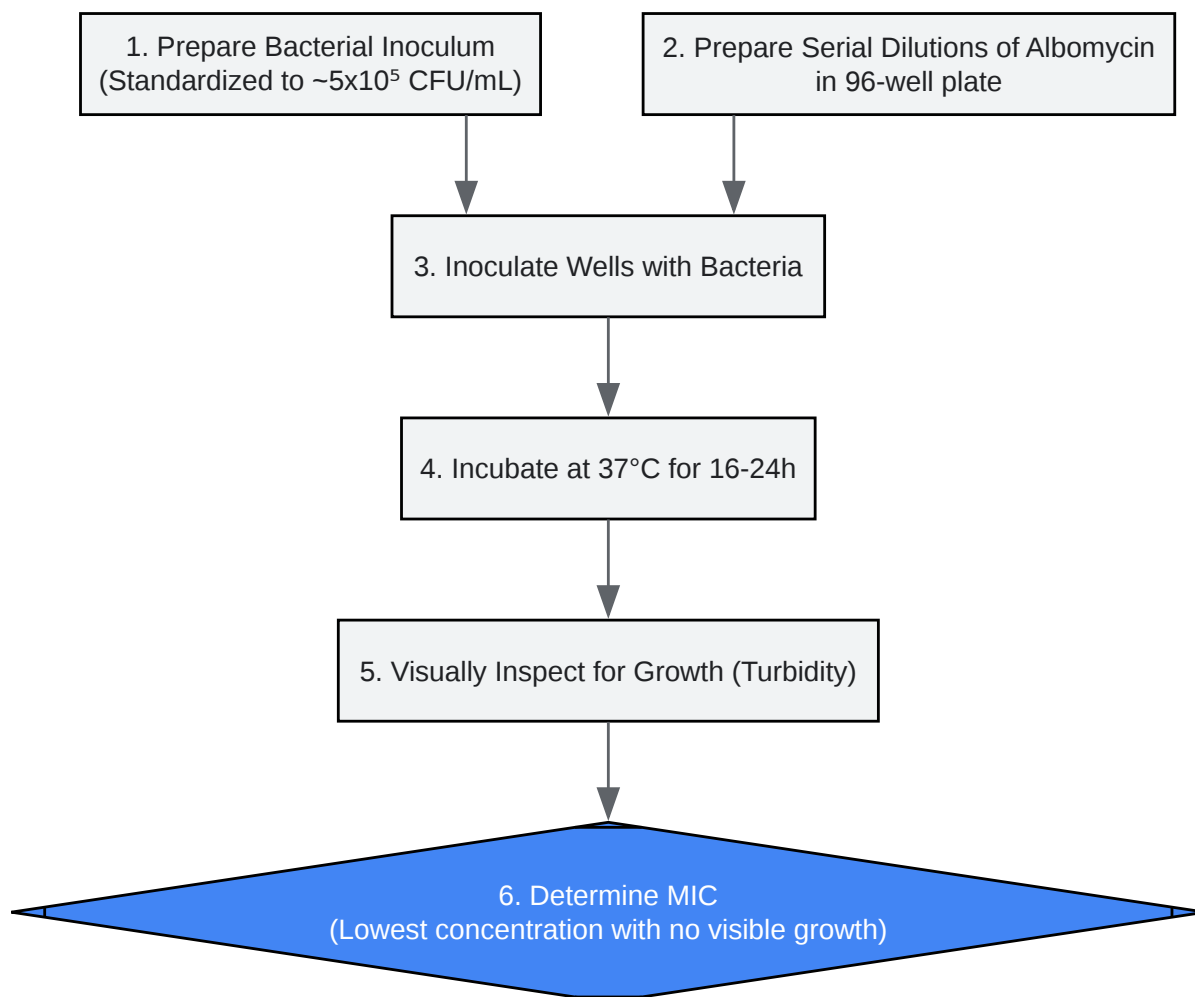 1. Prepare Bacterial Inoculum
(Standardized to ~5x10⁵ CFU/mL)
2. Prepare Serial Dilutions of Albomycin
in 96-well plate
3. Inoculate Wells with Bacteria
4. Incubate at 37°C for 16-24h
5. Visually Inspect for Growth (Turbidity)
6. Determine MIC
(Lowest concentration with no visible growth)